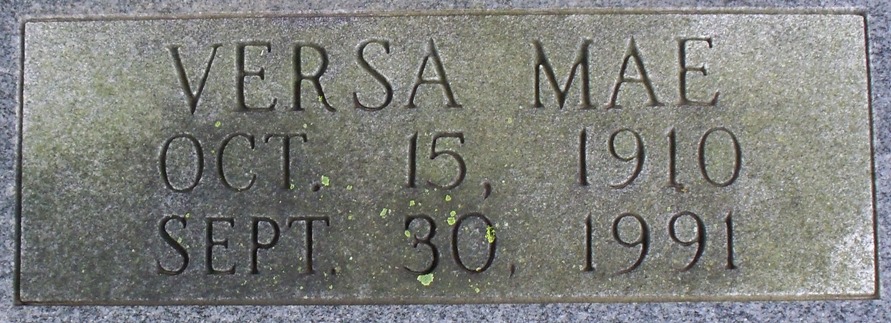 VERSA MAE
OCT. 15, 1910
SEPT. 30, 1991